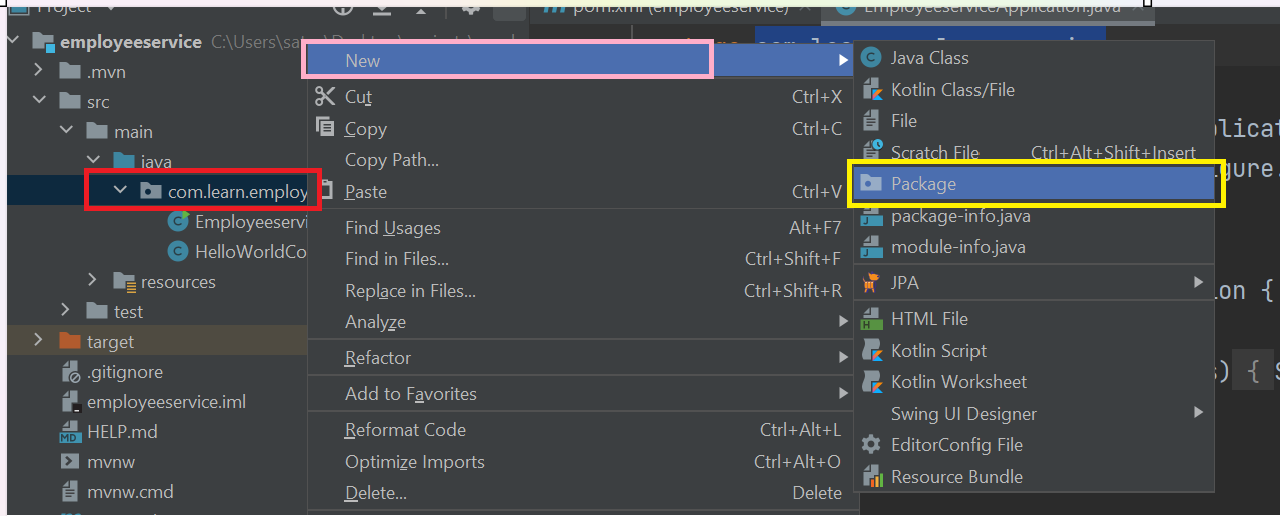 Project
pom.xml (employeeservice)
EmployeeserviceApplication.java
employeeservice
.mvn
src
main
java
com.learn.employ
Employeeservi
HelloWorldCo
resources
test
target
.gitignore
employeeservice.iml
HELP.md
mvnw
mvnw.cmd
New
Cut Ctrl+X
Copy Ctrl+C
Copy Path...
Paste Ctrl+V
Find Usages Alt+F7
Find in Files... Ctrl+Shift+F
Replace in Files... Ctrl+Shift+R
Analyze
Refactor
Add to Favorites
Reformat Code Ctrl+Alt+L
Optimize Imports Ctrl+Alt+O
Delete... Delete
Java Class
Kotlin Class/File
File
Scratch File Ctrl+Alt+Shift+Insert
Package
package-info.java
module-info.java
JPA
HTML File
Kotlin Script
Kotlin Worksheet
Swing UI Designer
EditorConfig File
Resource Bundle
plicat
igure.
ion {
s) { S